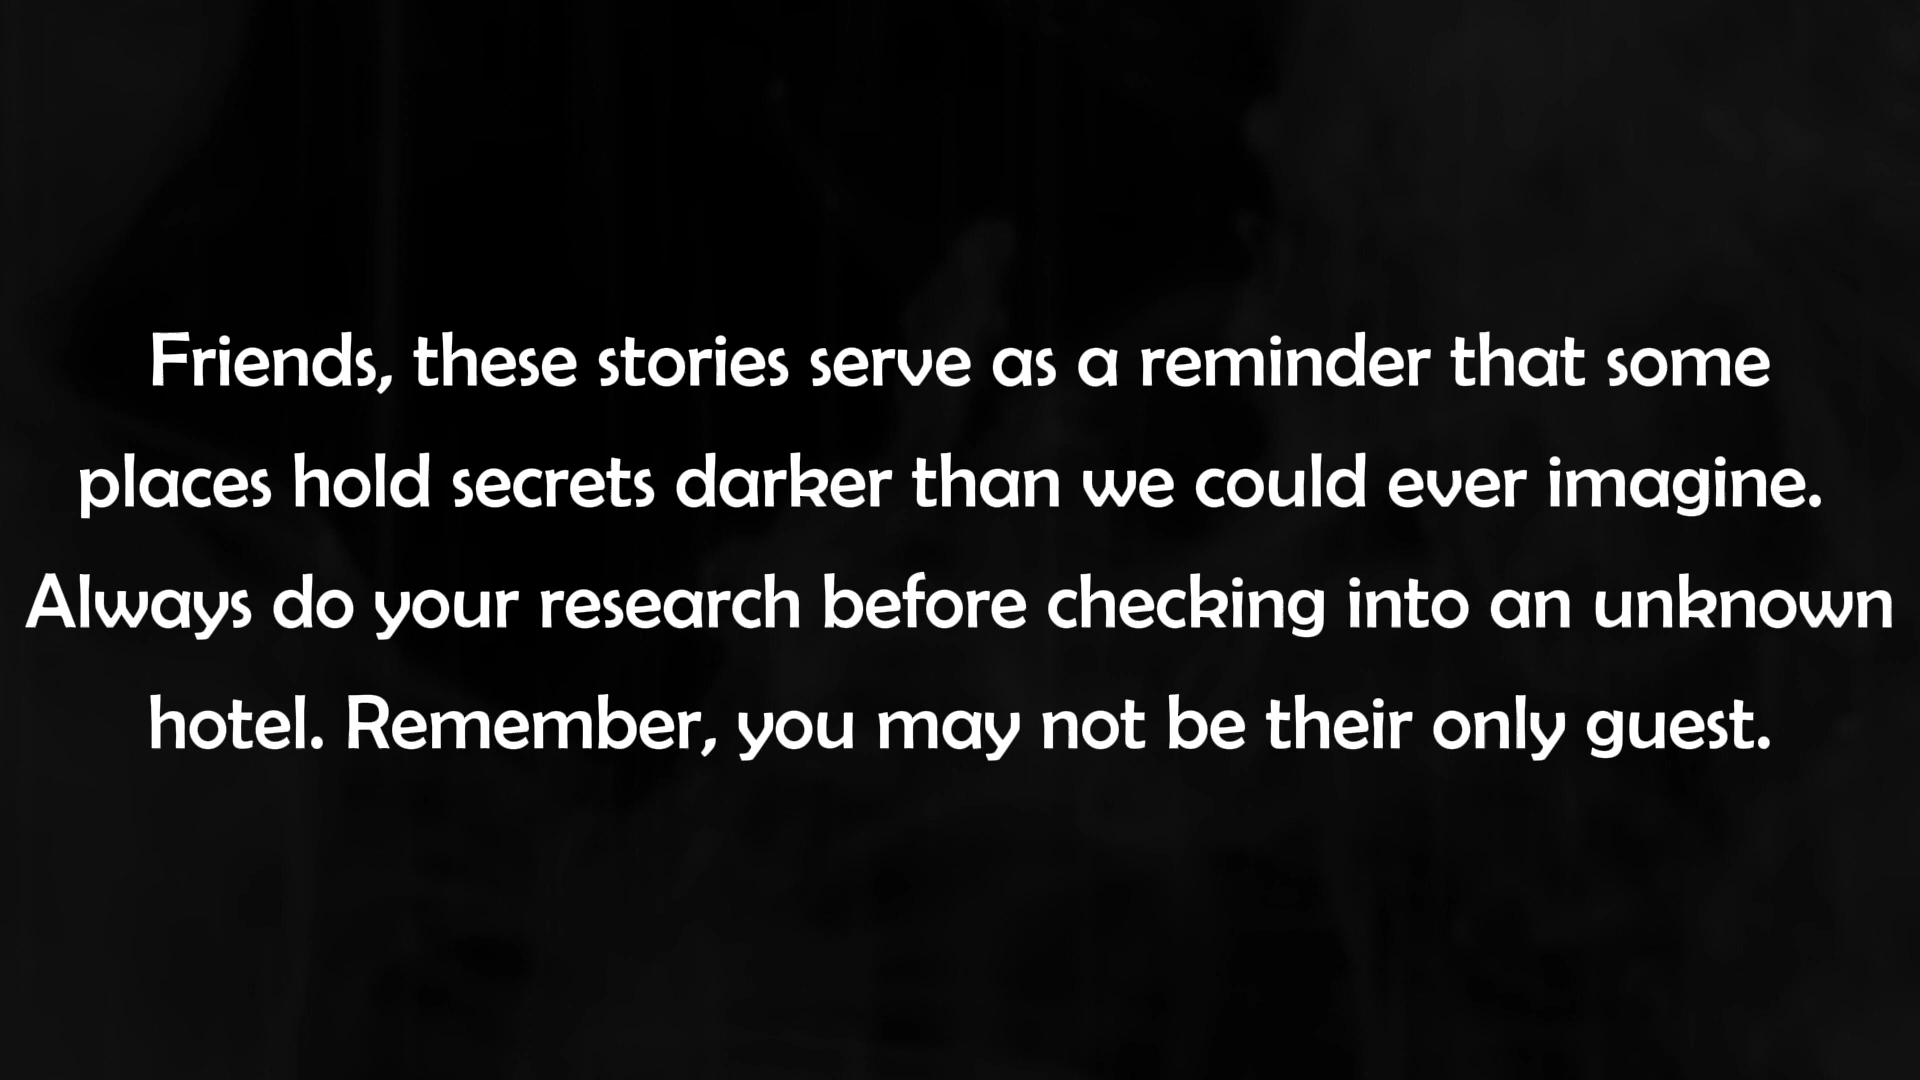 Friends, these stories serve as a reminder that some
places hold secrets darker than we could ever imagine.
Always do your research before checking into an unknown
hotel. Remember, you may not be their only guest.